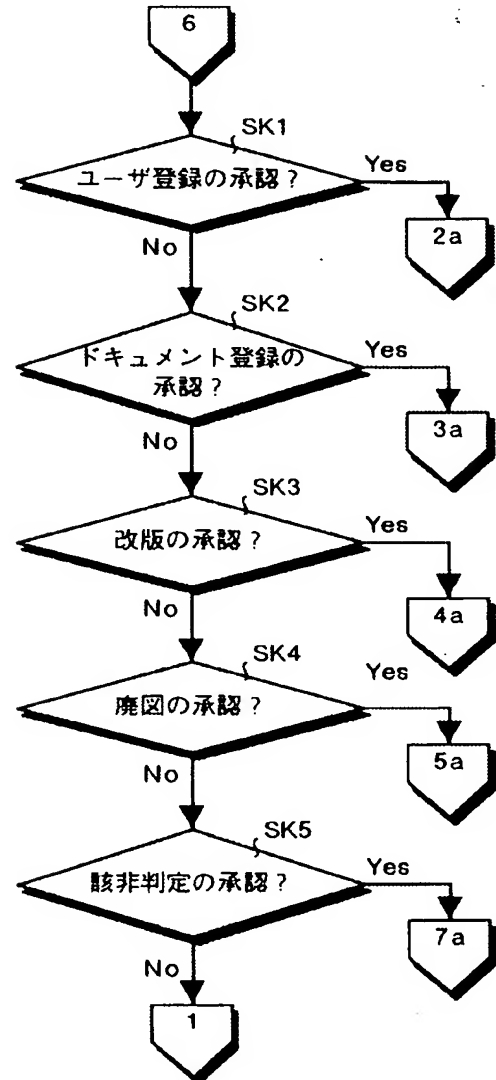 6
SK1
ユーザ登録の承認?
Yes
2a
No
SK2
ドキュメント登録の
承認?
Yes
3a
No
SK3
改版の承認?
Yes
4a
No
SK4
廃図の承認?
Yes
5a
No
SK5
該非判定の承認?
Yes
7a
No
1